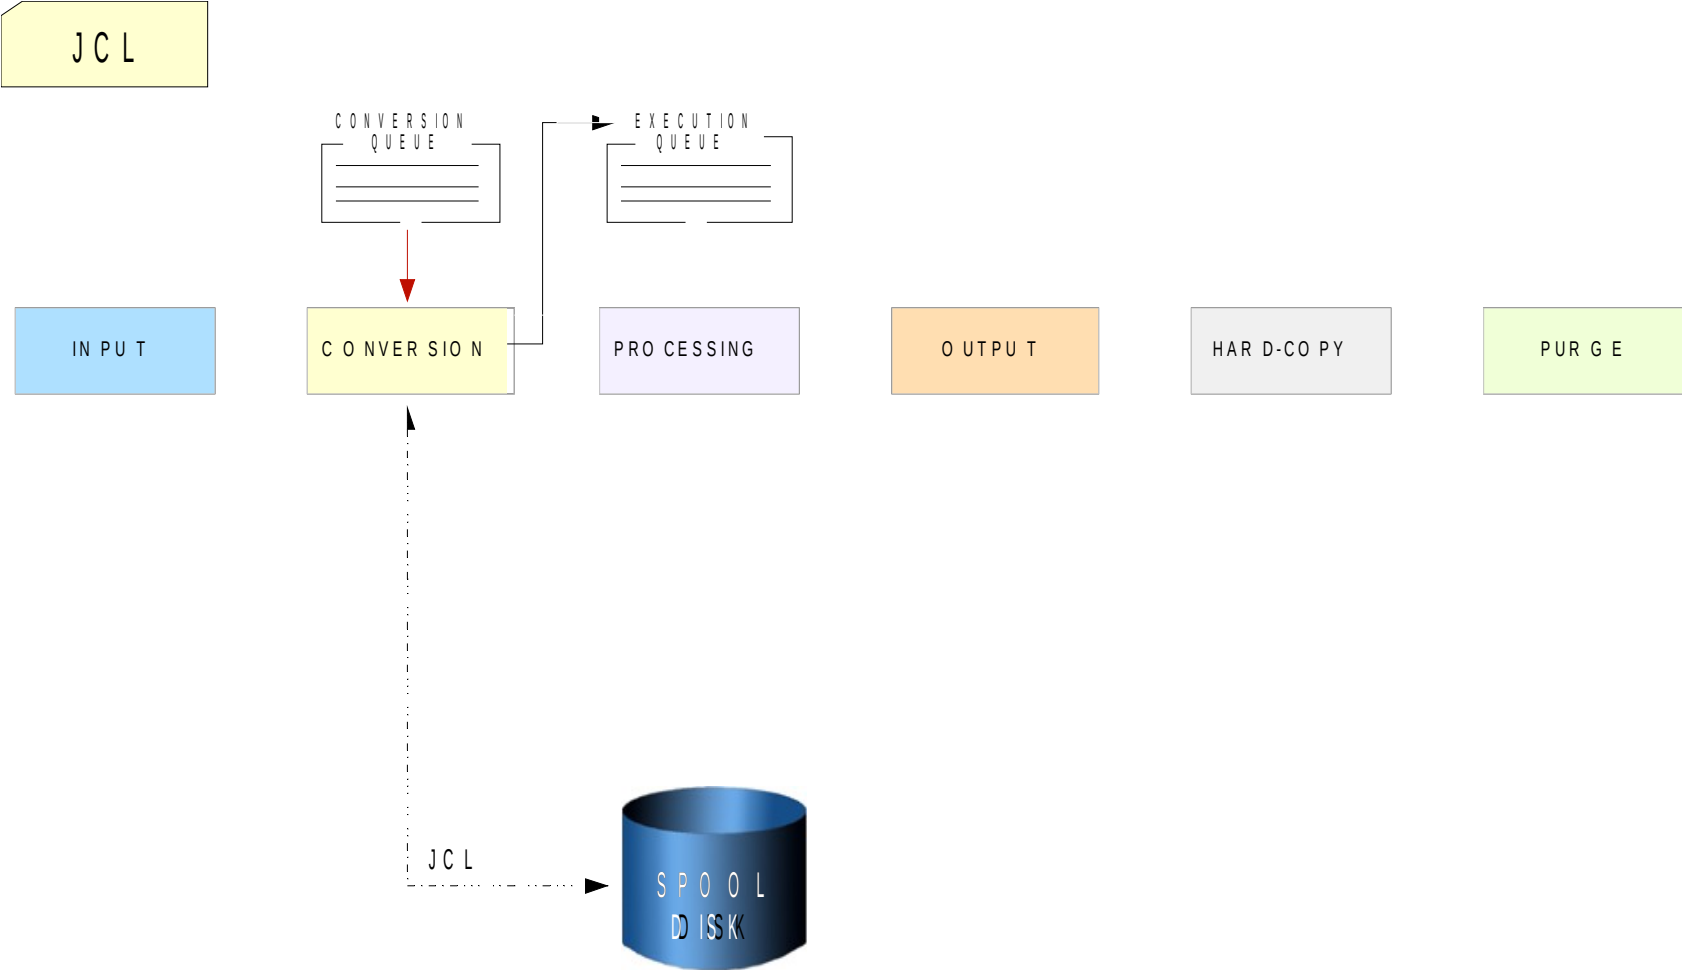 JCL
CONVERSION
QUEUE
EXECUTION
QUEUE
INPUT
CONVERSION
PROCESSING
OUTPUT
HARD-COPY
PURGE
JCL
SPOOL
DISK